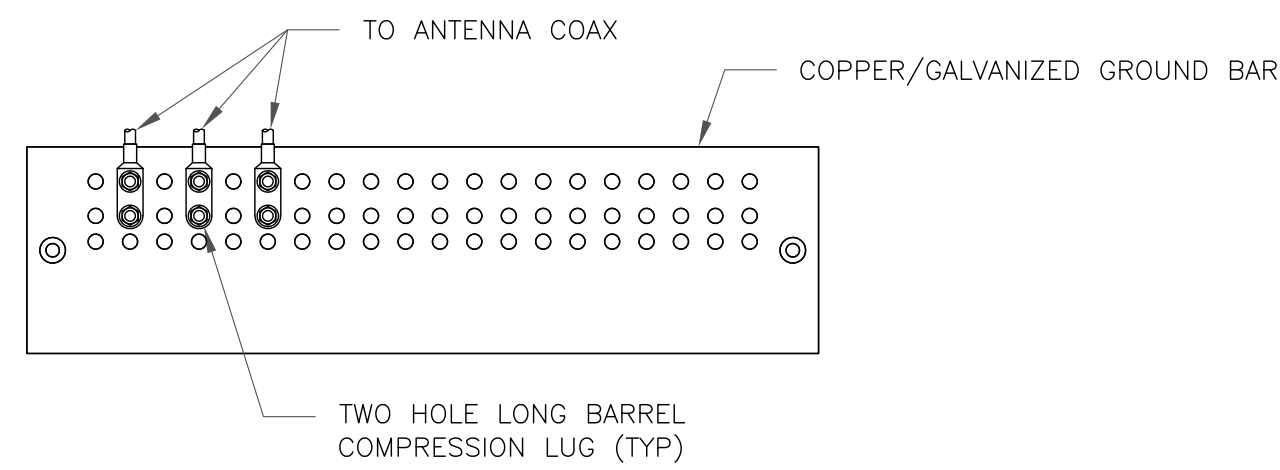 TO ANTENNA COAX
COPPER/GALVANIZED GROUND BAR
TWO HOLE LONG BARREL
COMPRESSION LUG (TYP)